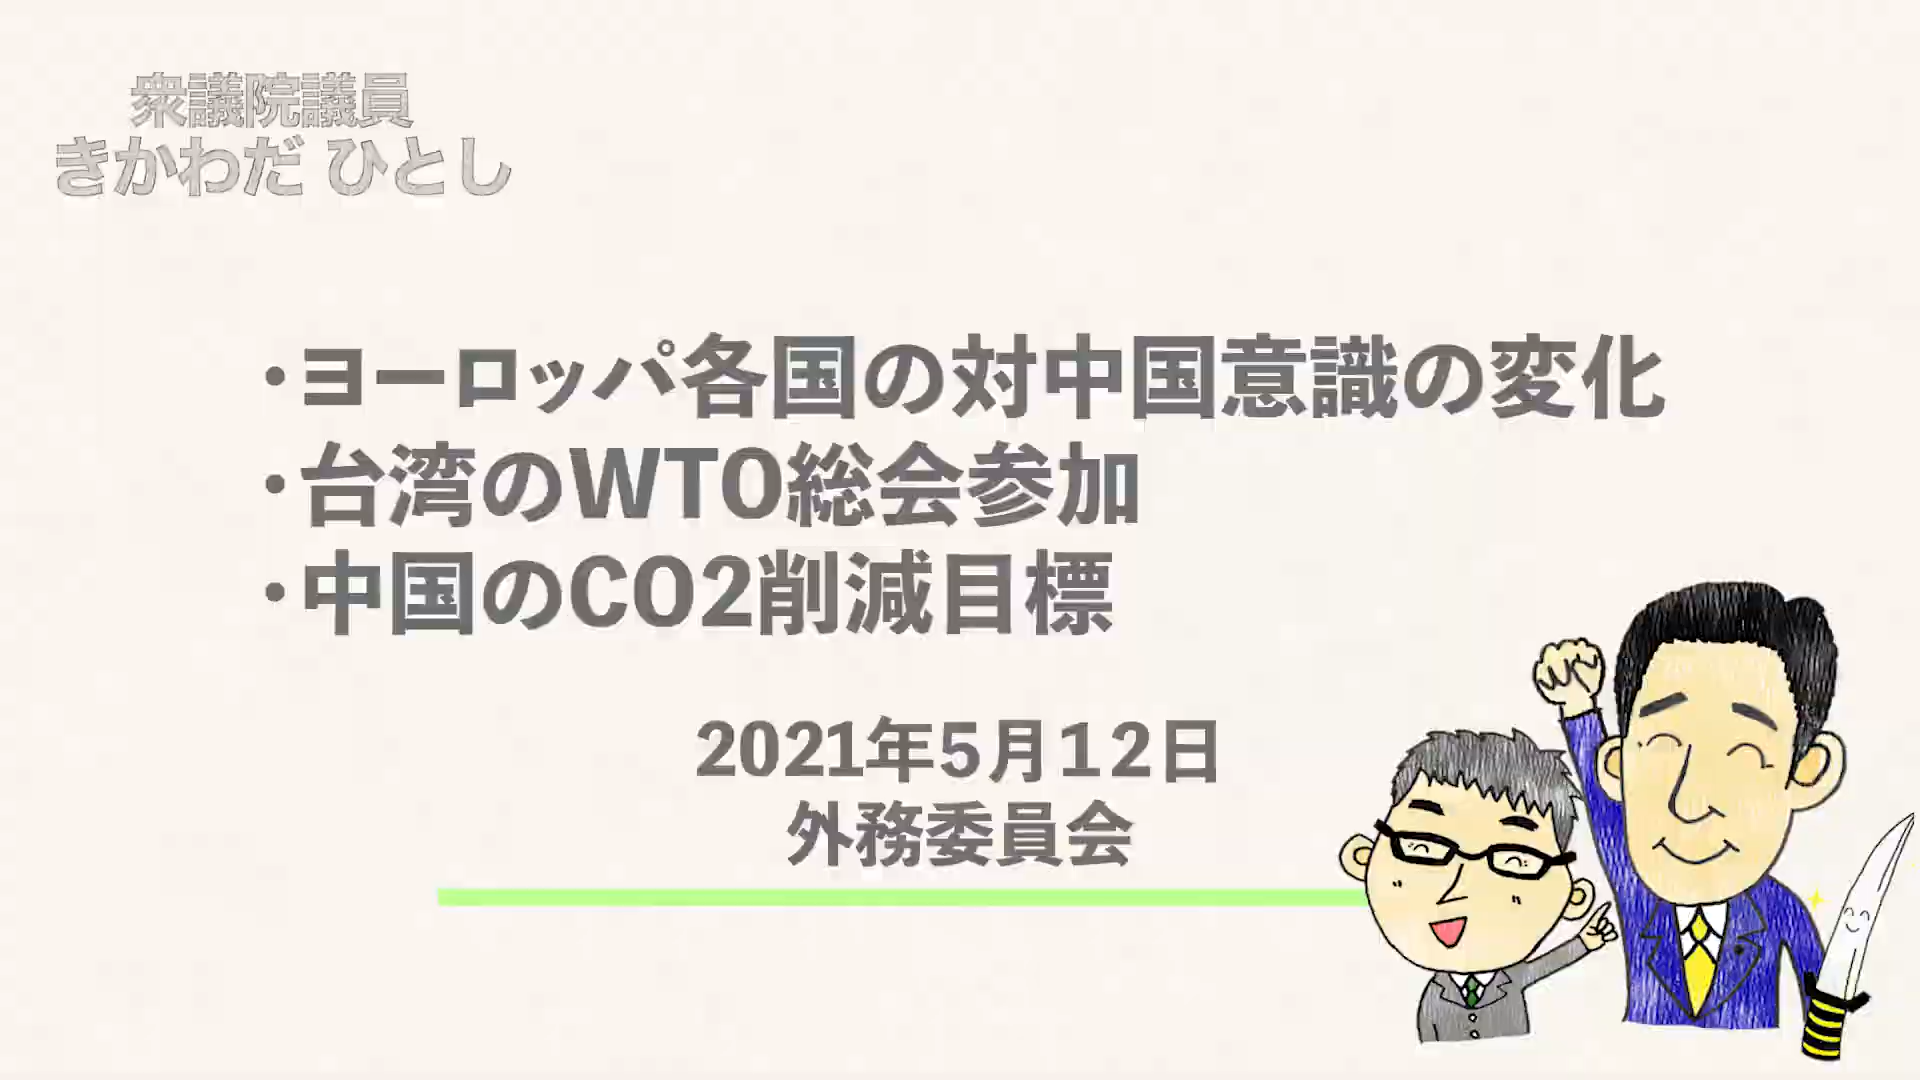 衆議院議員
きかわだ ひとし
・ヨーロッパ各国の対中国意識の変化
・台湾のWTO総会参加
・中国のCO2削減目標
2021年5月１２日
外務委員会